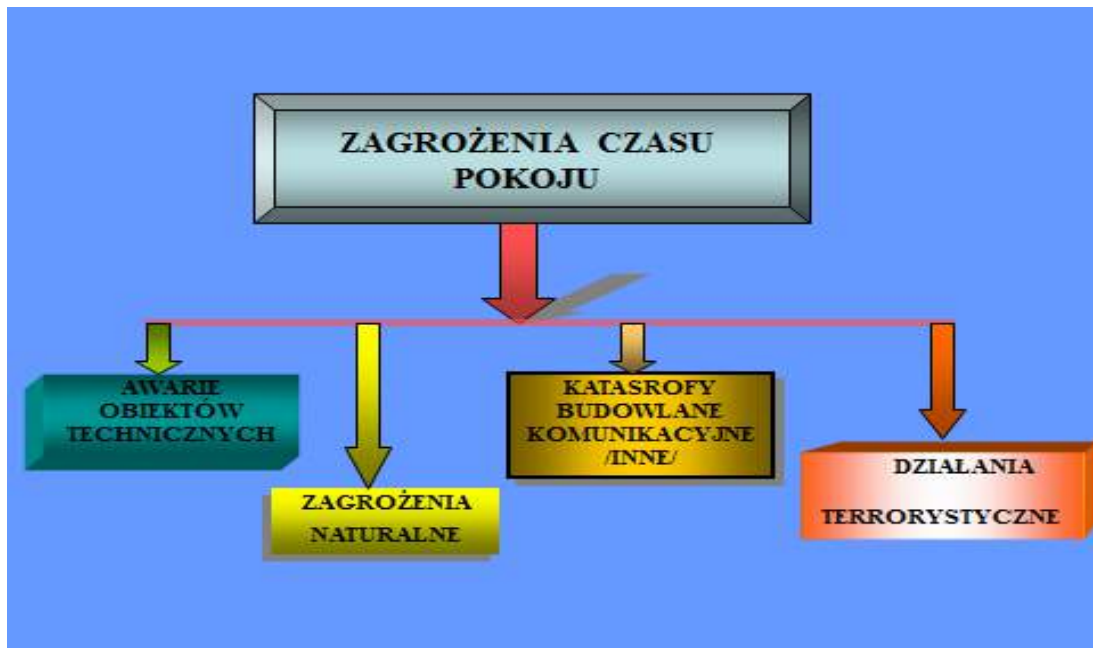 ZAGROŻENIA CZASU
POKOJU
AWARIE
OBIEKTÓW
TECHNICZNYCH
ZAGROŻENIA
NATURALNE
KATASROFY
BUDOWLANE
KOMUNIKACYJNE
/INNE/
DZIAŁANIA
TERRORYSTYCZNE